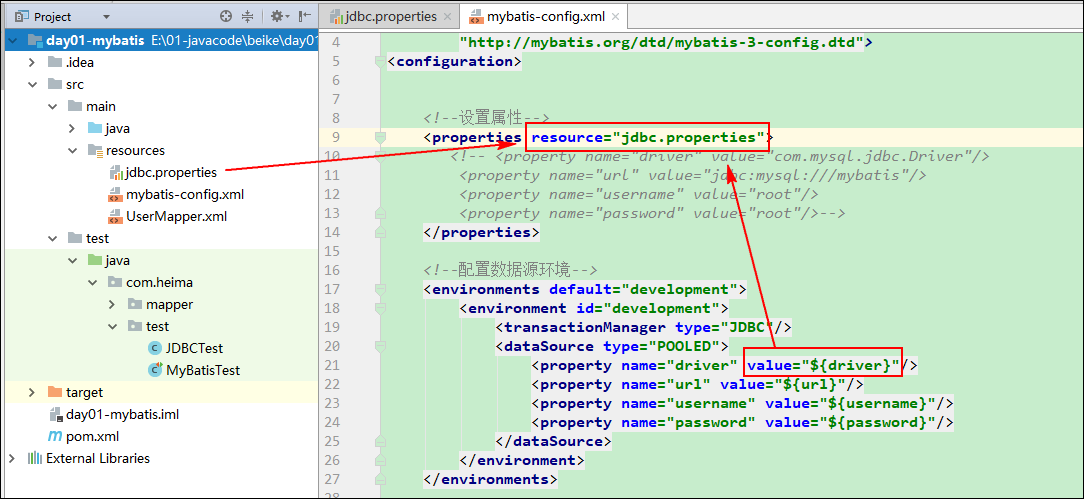 Project
jdbc.properties
mybatis-config.xml
day01-mybatis E:\01-javacode\beike\day01
.idea
src
main
java
resources
jdbc.properties
mybatis-config.xml
UserMapper.xml
test
java
com.heima
mapper
test
JDBCTest
MyBatisTest
target
day01-mybatis.iml
pom.xml
External Libraries
4 "http://mybatis.org/dtd/mybatis-3-config.dtd">
5 <configuration>
6
7
8 <!--设置属性-->
9 <properties resource="jdbc.properties">
10 <!-- <property name="driver" value="com.mysql.jdbc.Driver"/>
11 <property name="url" value="jdbc:mysql:///mybatis"/>
12 <property name="username" value="root"/>
13 <property name="password" value="root"/>-->
14 </properties>
15
16 <!--配置数据源环境-->
17 <environments default="development">
18 <environment id="development">
19 <transactionManager type="JDBC"/>
20 <dataSource type="POOLED">
21 <property name="driver" value="${driver}"/>
22 <property name="url" value="${url}"/>
23 <property name="username" value="${username}"/>
24 <property name="password" value="${password}"/>
25 </dataSource>
26 </environment>
27 </environments>
28